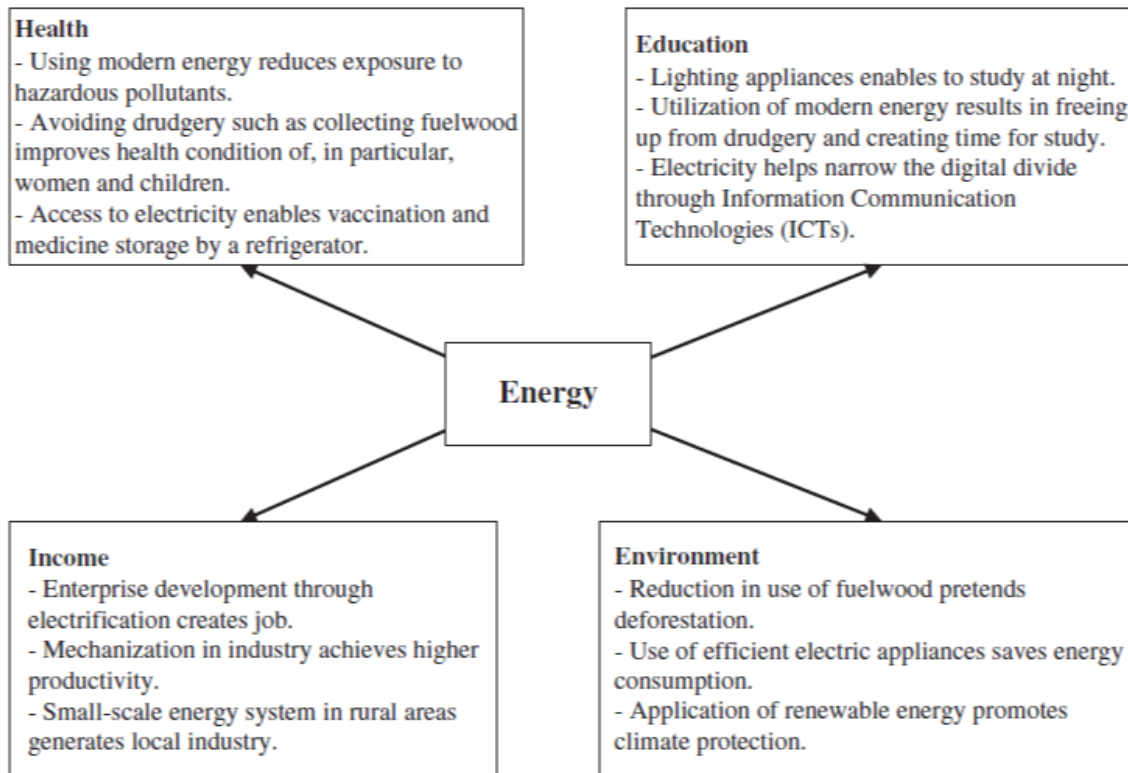 Health
- Using modern energy reduces exposure to
hazardous pollutants.
- Avoiding drudgery such as collecting fuelwood
improves health condition of, in particular,
women and children.
- Access to electricity enables vaccination and
medicine storage by a refrigerator.
Education
- Lighting appliances enables to study at night.
- Utilization of modern energy results in freeing
up from drudgery and creating time for study.
- Electricity helps narrow the digital divide
through Information Communication
Technologies (ICTs).
Energy
Income
- Enterprise development through
electrification creates job.
- Mechanization in industry achieves higher
productivity.
- Small-scale energy system in rural areas
generates local industry.
Environment
- Reduction in use of fuelwood pretends
deforestation.
- Use of efficient electric appliances saves energy
consumption.
- Application of renewable energy promotes
climate protection.